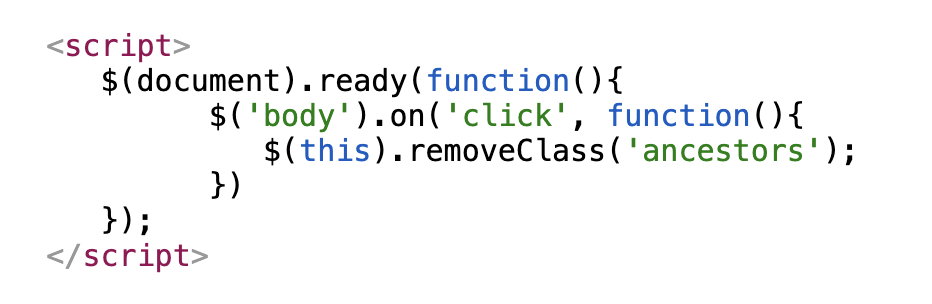 <script>
$(document).ready(function(){
$('body').on('click', function(){
$(this).removeClass('ancestors');
})
});
</script>